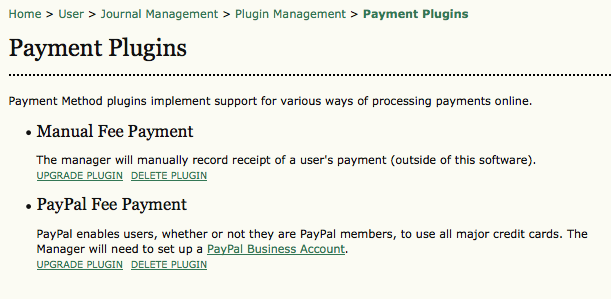 Home > User > Journal Management > Plugin Management > Payment Plugins
Payment Plugins
Payment Method plugins implement support for various ways of processing payments online.
• Manual Fee Payment
The manager will manually record receipt of a user's payment (outside of this software).
UPGRADE PLUGIN DELETE PLUGIN
• PayPal Fee Payment
PayPal enables users, whether or not they are PayPal members, to use all major credit cards. The
Manager will need to set up a PayPal Business Account.
UPGRADE PLUGIN DELETE PLUGIN